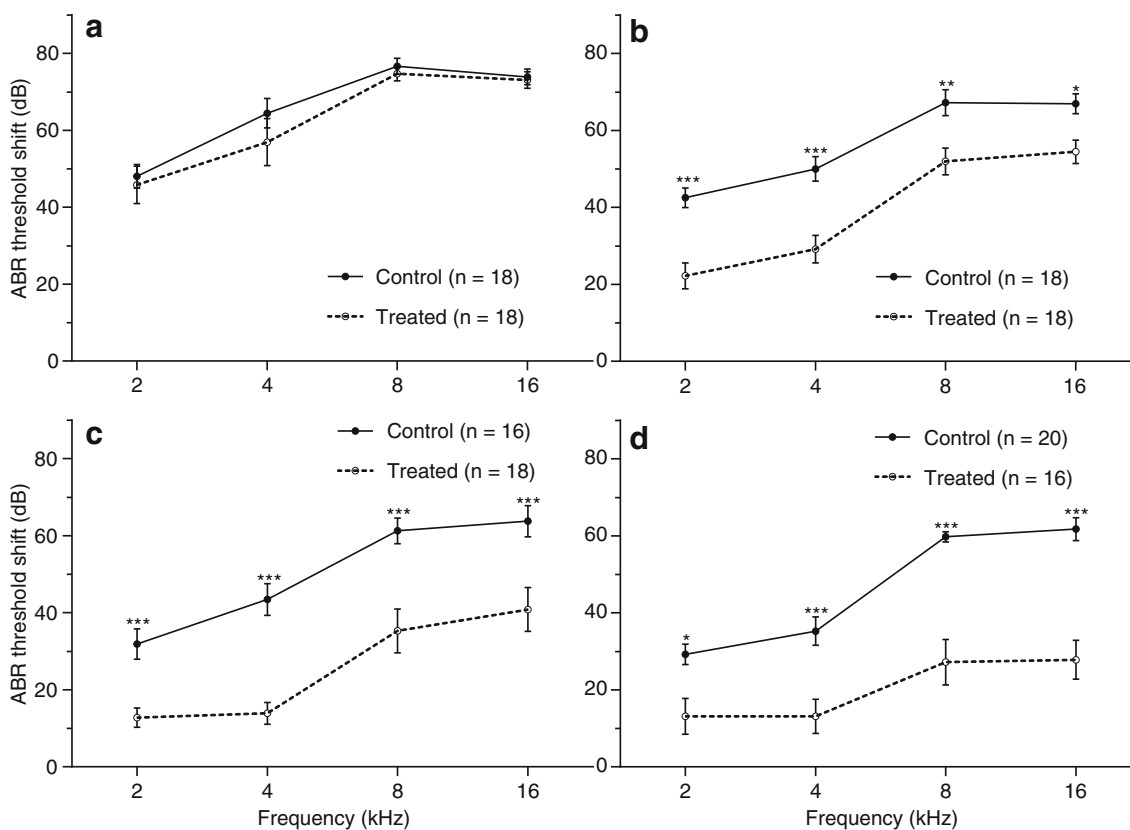 a
ABR threshold shift (dB)
80
60
40
20
0
Control (n = 18)
Treated (n = 18)
2 4 8 16
b
80
60
40
20
0
***
***
**
*
Control (n = 18)
Treated (n = 18)
2 4 8 16
c
ABR threshold shift (dB)
80
60
40
20
0
Control (n = 16)
Treated (n = 18)
***
***
***
***
2 4 8 16
Frequency (kHz)
d
80
60
40
20
0
Control (n = 20)
Treated (n = 16)
*
***
***
***
2 4 8 16
Frequency (kHz)